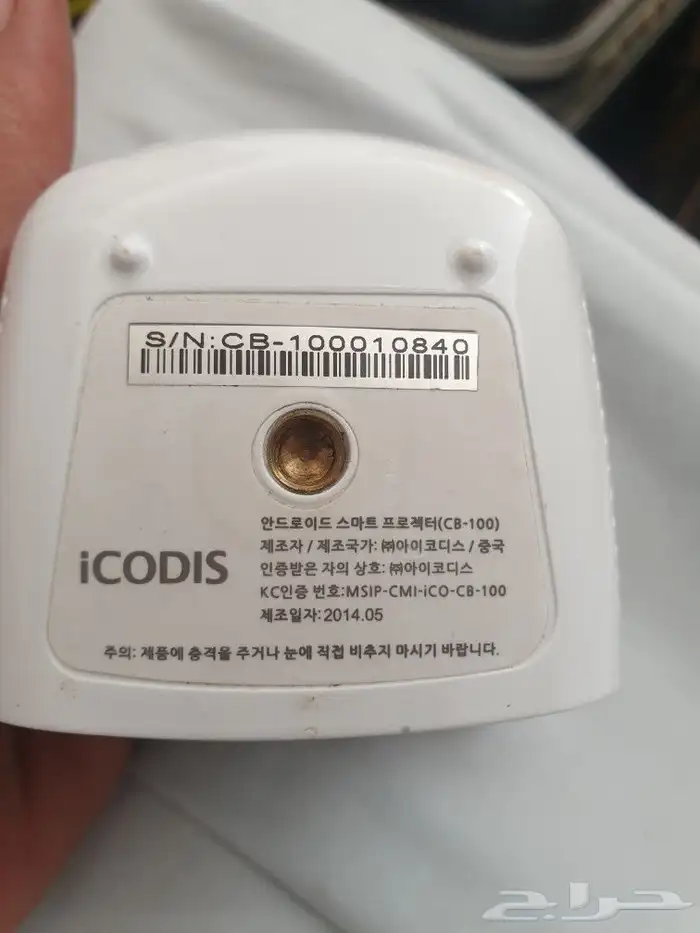 S/N:CB-100010840
안드로이드 스마트 프로젝터(CB-100)
제조자 / 제조국가: ㈜아이코디스 / 중국
인증받은 자의 상호: ㈜아이코디스
KC인증 번호:MSIP-CMI-iCO-CB-100
제조일자: 2014.05
iCODIS
주의: 제품에 충격을 주거나 눈에 직접 비추지 마시기 바랍니다.
حراج